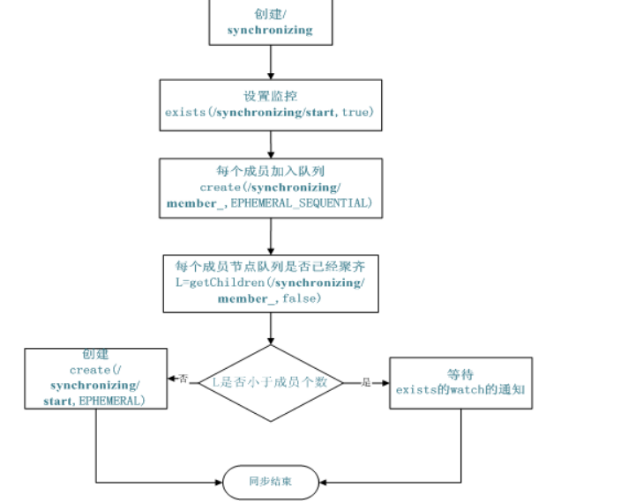 创建/
synchronizing
设置监控
exists(/synchronizing/start,true)
每个成员加入队列
create(/synchronizing/
member_,EPHEMERAL_SEQUENTIAL)
每个成员节点队列是否已经聚齐
L=getChildren(/synchronizing/
member_,false)
L是否小于成员个数
否
是
创建
create(/
synchronizing/
start,EPHEMERAL)
等待
exists的watch的通知
同步结束